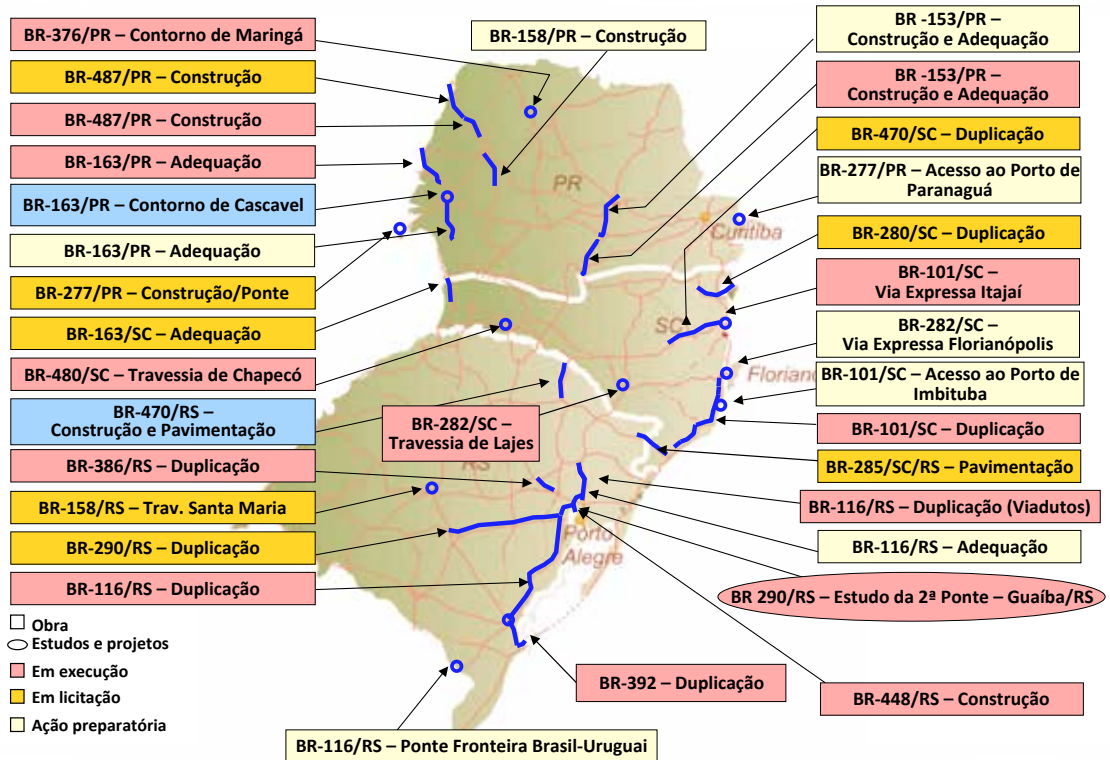 BR-376/PR – Contorno de Maringá
BR-487/PR – Construção
BR-487/PR – Construção
BR-163/PR – Adequação
BR-163/PR – Contorno de Cascavel
BR-163/PR – Adequação
BR-277/PR – Construção/Ponte
BR-163/SC – Adequação
BR-480/SC – Travessia de Chapecó
BR-470/RS –
Construção e Pavimentação
BR-386/RS – Duplicação
BR-158/RS – Trav. Santa Maria
BR-290/RS – Duplicação
BR-116/RS – Duplicação
Obra
Estudos e projetos
Em execução
Em licitação
Ação preparatória
BR-158/PR – Construção
PR
Curitiba
SC
Florian
BR-282/SC –
Travessia de Lajes
RS
Porto
Alegre
BR-116/RS – Ponte Fronteira Brasil-Uruguai
BR-392 – Duplicação
BR -153/PR –
Construção e Adequação
BR -153/PR –
Construção e Adequação
BR-470/SC – Duplicação
BR-277/PR – Acesso ao Porto de
Paranaguá
BR-280/SC – Duplicação
BR-101/SC –
Via Expressa Itajaí
BR-282/SC –
Via Expressa Florianópolis
BR-101/SC – Acesso ao Porto de
Imbituba
BR-101/SC – Duplicação
BR-285/SC/RS – Pavimentação
BR-116/RS – Duplicação (Viadutos)
BR-116/RS – Adequação
BR 290/RS – Estudo da 2ª Ponte – Guaíba/RS
BR-448/RS – Construção